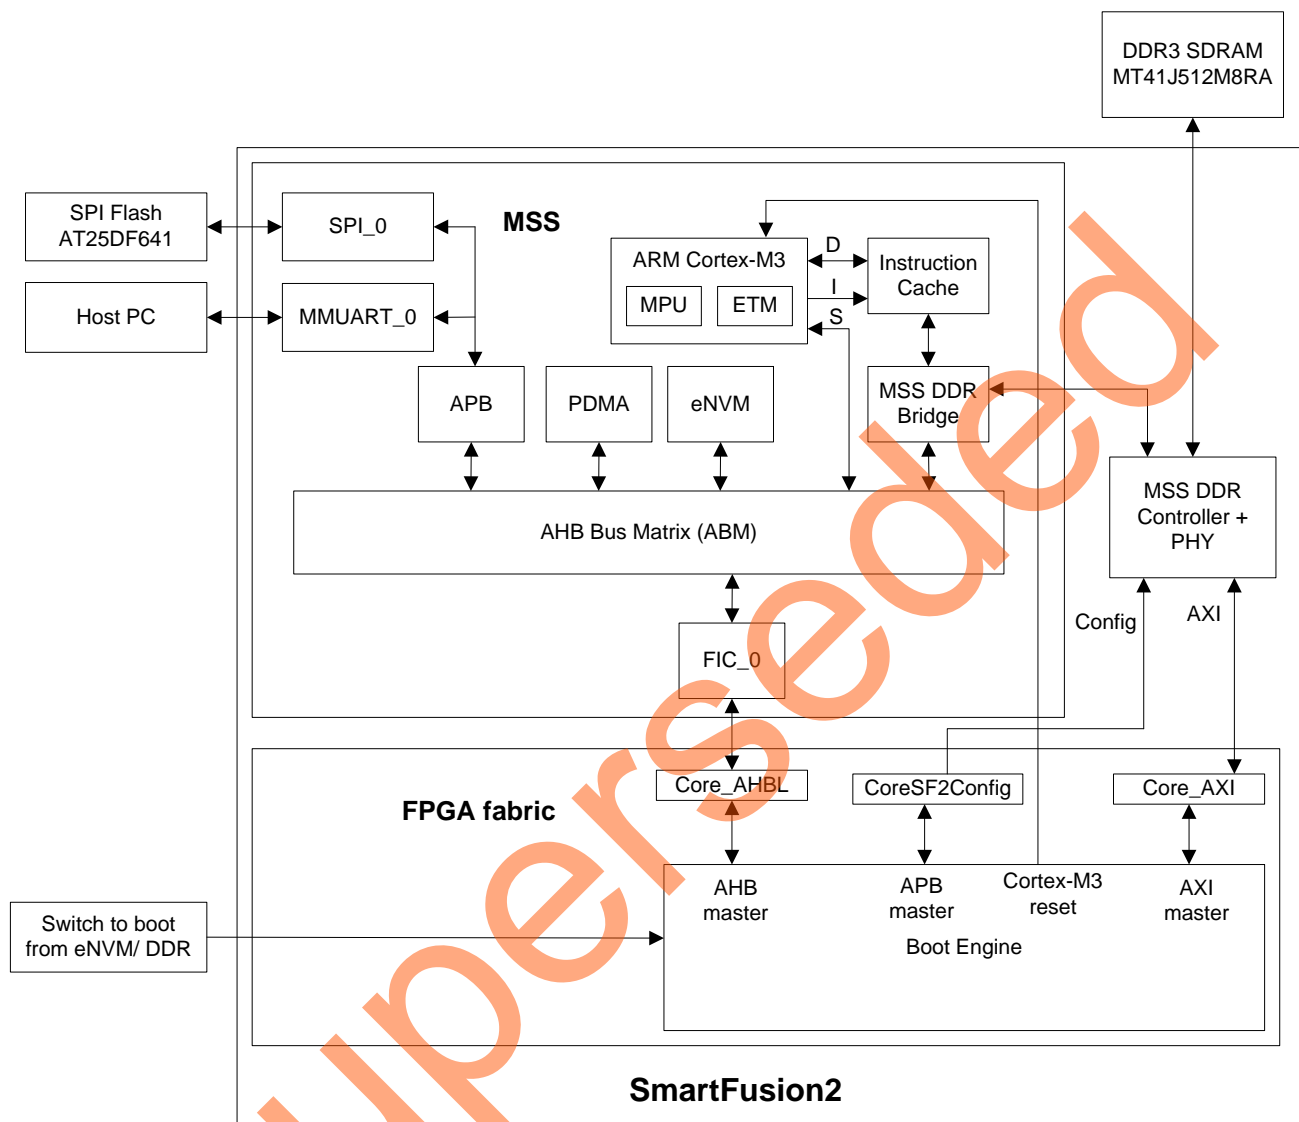 DDR3 SDRAM
MT41J512M8RA
SPI Flash
AT25DF641
SPI_0
MSS
Host PC
MMUART_0
ARM Cortex-M3
MPU
ETM
D
I
S
Instruction
Cache
APB
PDMA
eNVM
MSS DDR
Bridge
MSS DDR
Controller +
PHY
AHB Bus Matrix (ABM)
FIC_0
Config
AXI
FPGA fabric
Core_AHBL
CoreSF2Config
Core_AXI
AHB
master
APB
master
Cortex-M3
reset
AXI
master
Boot Engine
Switch to boot
from eNVM/ DDR
SmartFusion2
uperseded